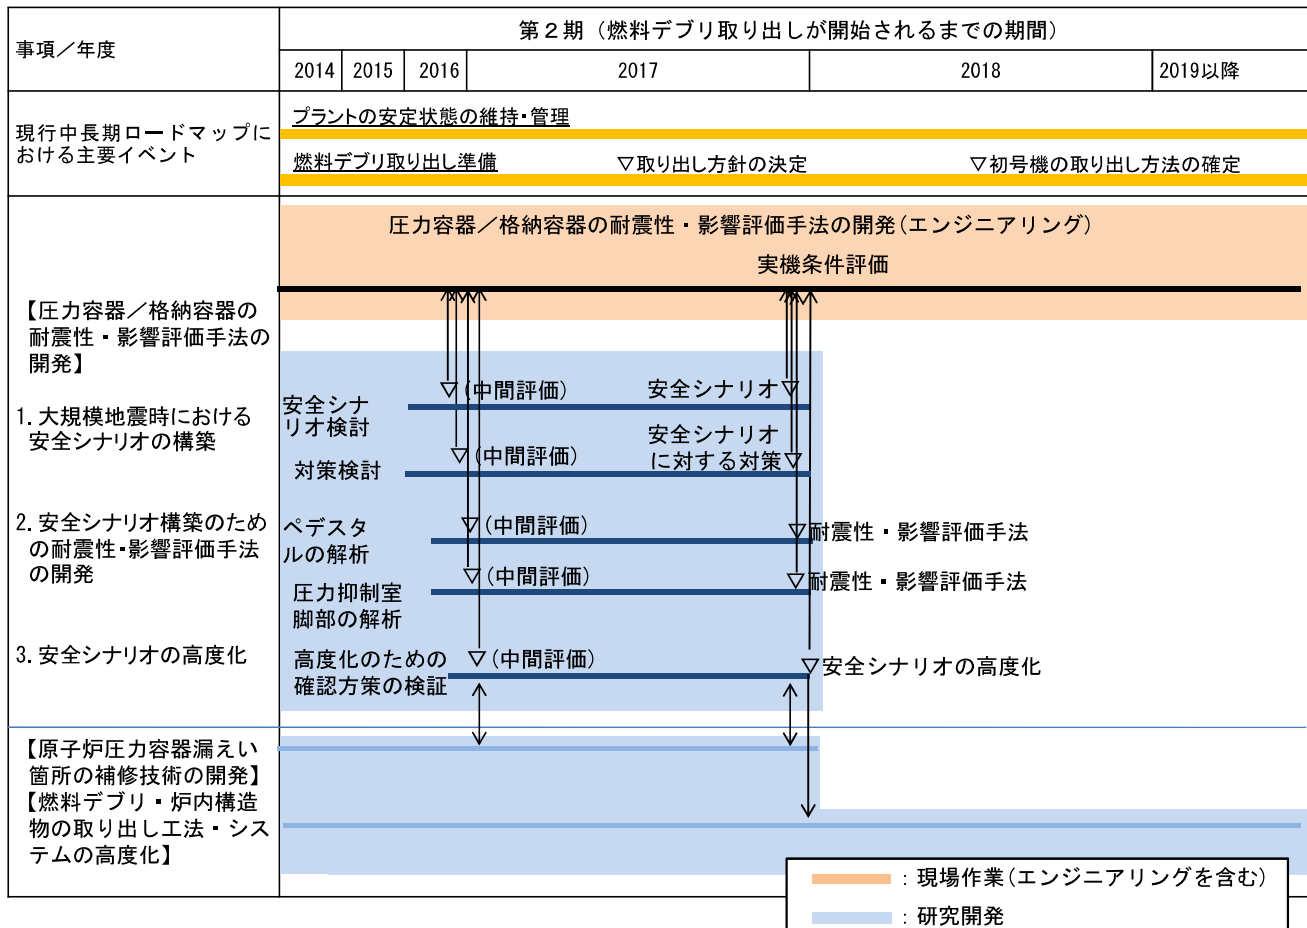 事項／年度
第２期（燃料デブリ取り出しが開始されるまでの期間）
2014
2015
2016
2017
2018
2019以降
現行中長期ロードマップに
おける主要イベント
プラントの安定状態の維持・管理
燃料デブリ取り出し準備
▽取り出し方針の決定
▽初号機の取り出し方法の確定
圧力容器／格納容器の耐震性・影響評価手法の開発(エンジニアリング)
実機条件評価
【圧力容器／格納容器の
耐震性・影響評価手法の
開発】
1. 大規模地震時における
安全シナリオの構築
安全シナ
リオ検討
▽(中間評価)
安全シナリオ▽
対策検討
▽(中間評価)
安全シナリオ
に対する対策▽
2. 安全シナリオ構築のため
の耐震性・影響評価手法
の開発
ペデスタ
ルの解析
▽(中間評価)
▽耐震性・影響評価手法
圧力抑制室
脚部の解析
▽(中間評価)
▽耐震性・影響評価手法
3. 安全シナリオの高度化
高度化のための
確認方策の検証
▽(中間評価)
▽安全シナリオの高度化
【原子炉圧力容器漏えい
箇所の補修技術の開発】
【燃料デブリ・炉内構造
物の取り出し工法・シス
テムの高度化】
：現場作業(エンジニアリングを含む)
：研究開発